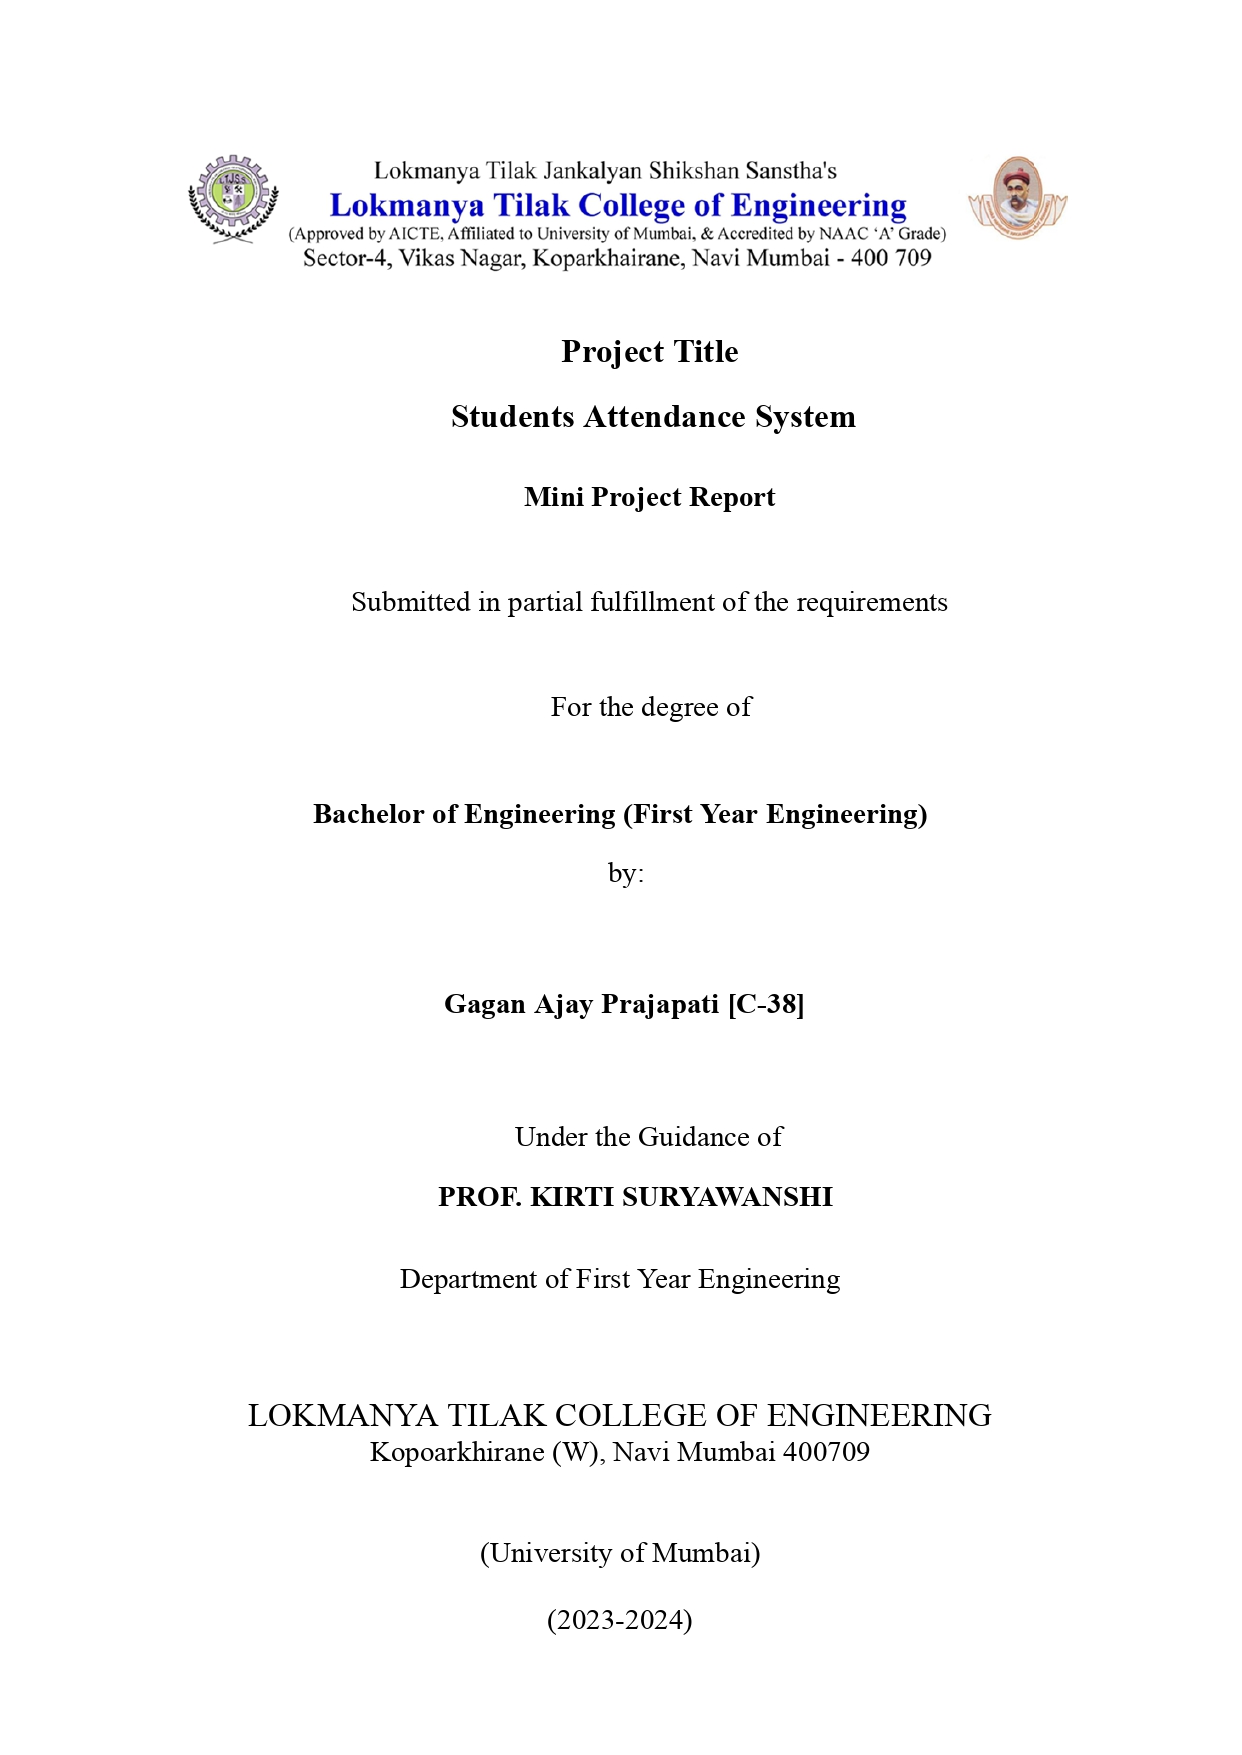 Lokmanya Tilak Jankalyan Shikshan Sanstha's
Lokmanya Tilak College of Engineering
(Approved by AICTE, Affiliated to University of Mumbai, & Accredited by NAAC ‘A’ Grade)
Sector-4, Vikas Nagar, Koparkhairane, Navi Mumbai - 400 709
Project Title
Students Attendance System
Mini Project Report
Submitted in partial fulfillment of the requirements
For the degree of
Bachelor of Engineering (First Year Engineering)
by:
Gagan Ajay Prajapati [C-38]
Under the Guidance of
PROF. KIRTI SURYAWANSHI
Department of First Year Engineering
LOKMANYA TILAK COLLEGE OF ENGINEERING
Kopoarkhirane (W), Navi Mumbai 400709
(University of Mumbai)
(2023-2024)